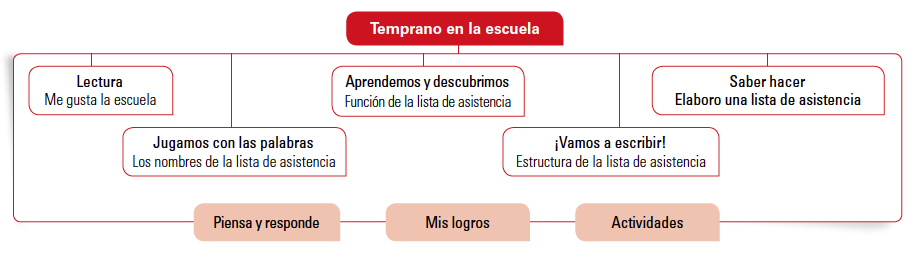 Temprano en la escuela
Lectura
Me gusta la escuela
Jugamos con las palabras
Los nombres de la lista de asistencia
Aprendemos y descubrimos
Función de la lista de asistencia
¡Vamos a escribir!
Estructura de la lista de asistencia
Saber hacer
Elaboro una lista de asistencia
Piensa y responde
Mis logros
Actividades